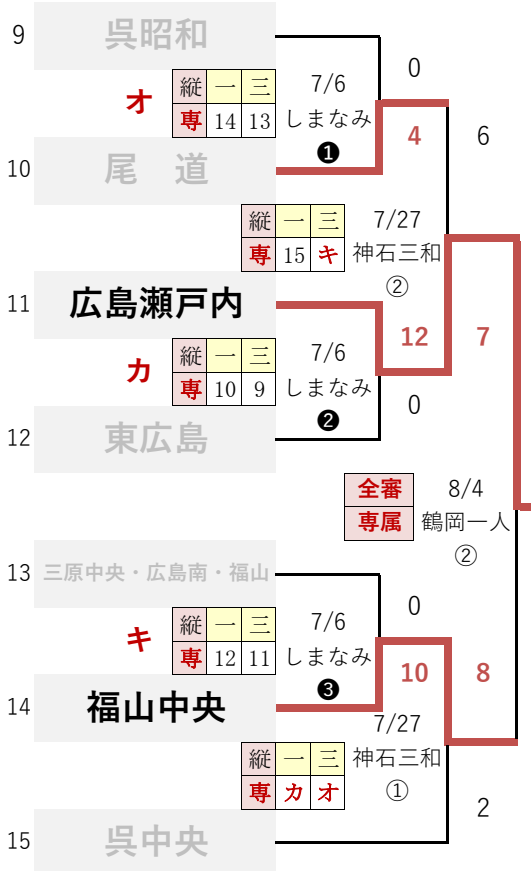 9 呉昭和
オ
縦 一 三
専 14 13
7/6
しまなみ
❶
0
4
6
10 尾 道
縦 一 三
専 15 キ
7/27
神石三和
②
11 広島瀬戸内
12
7
カ
縦 一 三
専 10 9
7/6
しまなみ
❷
0
12 東広島
全審
専属
8/4
鶴岡一人
②
13 三原中央・広島南・福山
キ
縦 一 三
専 12 11
7/6
しまなみ
❸
0
10
8
14 福山中央
縦 一 三
専 カ オ
7/27
神石三和
①
2
15 呉中央